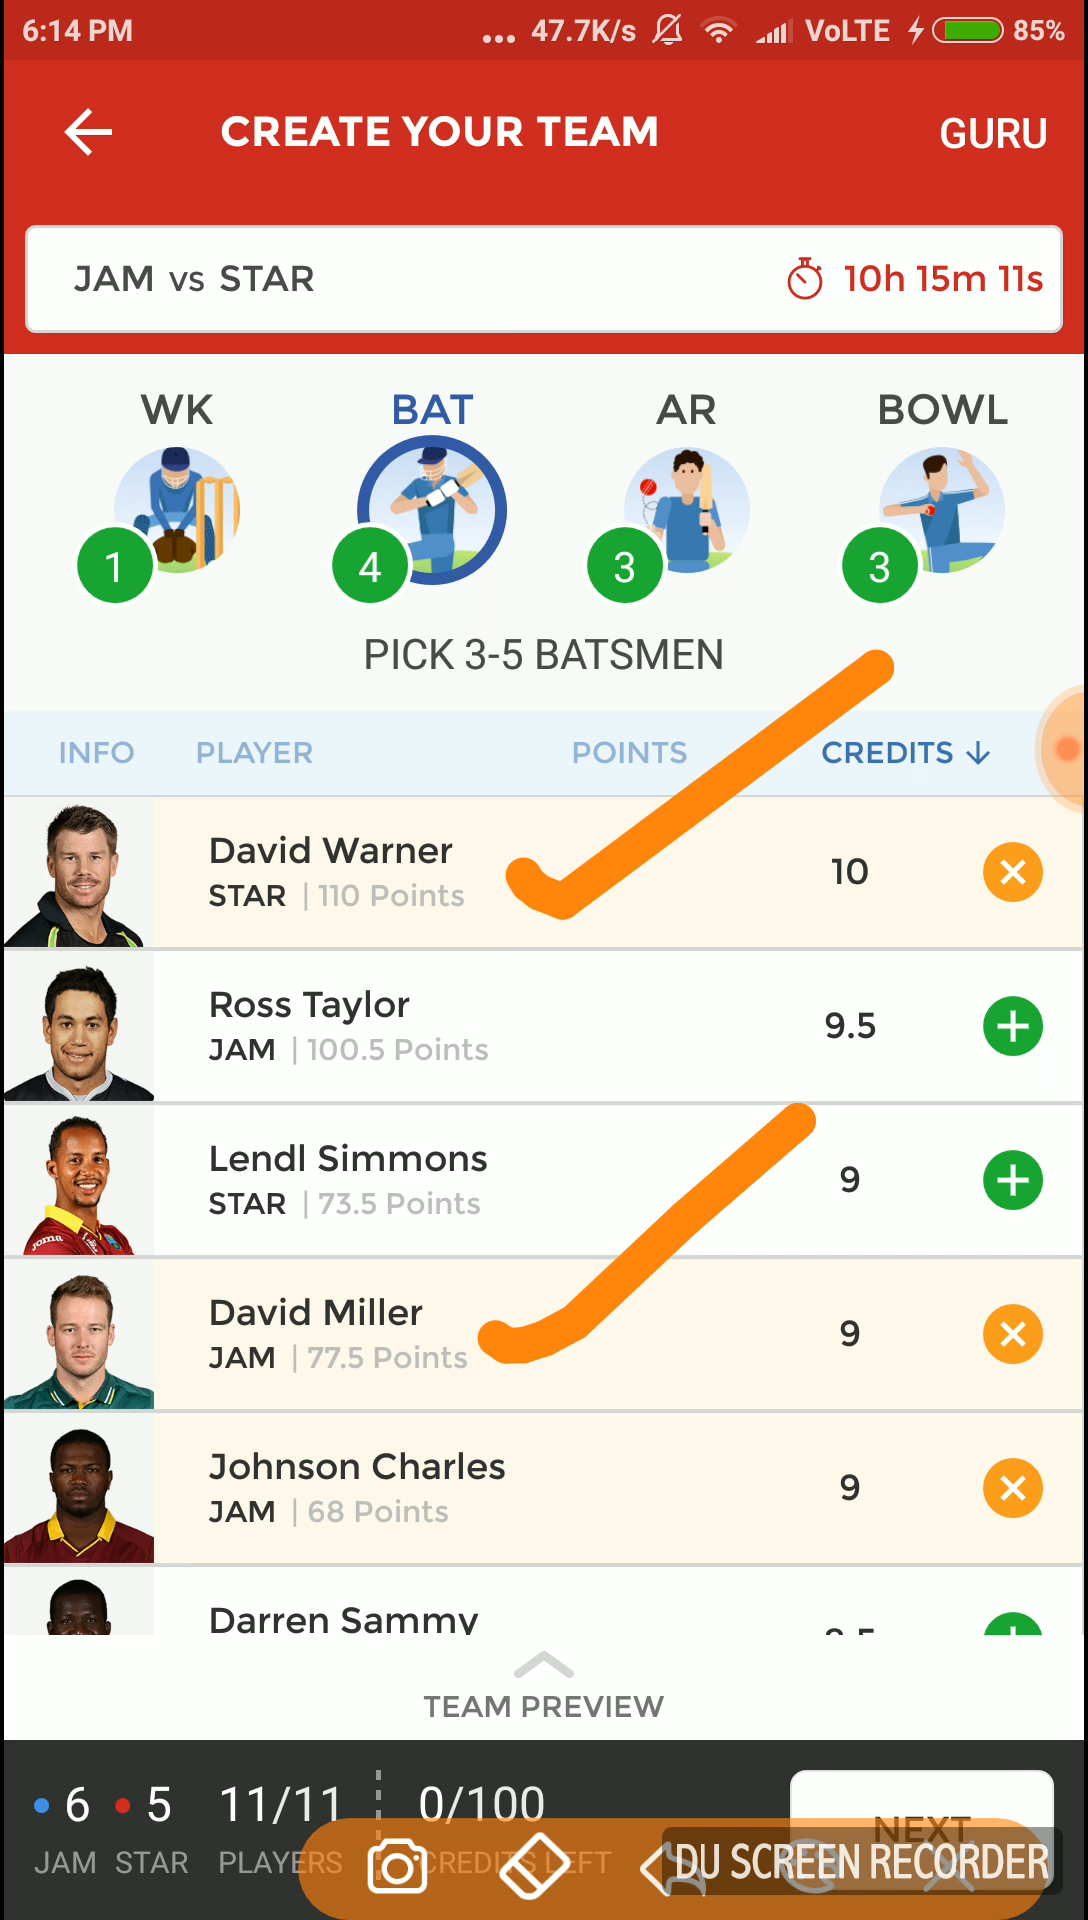 6:14 PM ... 47.7K/s VoLTE 85%
CREATE YOUR TEAM GURU
JAM vs STAR 10h 15m 11s
WK BAT AR BOWL
1 4 3 3
PICK 3-5 BATSMEN
INFO PLAYER POINTS CREDITS ↓
David Warner
STAR | 110 Points 10
Ross Taylor
JAM | 100.5 Points 9.5
Lendl Simmons
STAR | 73.5 Points 9
David Miller
JAM | 77.5 Points 9
Johnson Charles
JAM | 68 Points 9
joma
Darren Sammy
TEAM PREVIEW
6 5 11/11 0/100 NEXT
JAM STAR PLAYERS CREDITS LEFT
DU SCREEN RECORDER